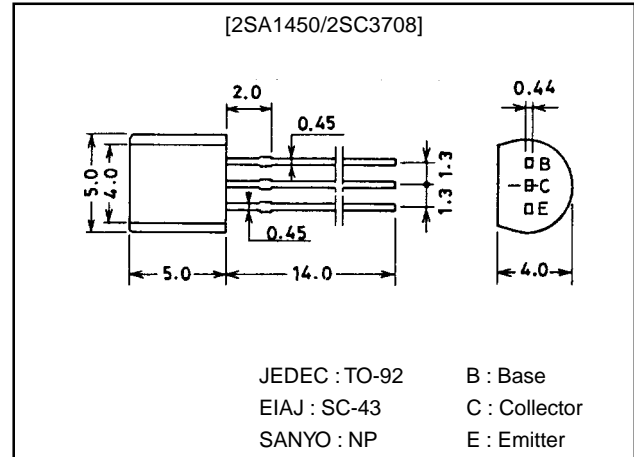 [2SA1450/2SC3708]
2.0
0.45
0.44
5.0
4.0
1.3
1.3
B
C
E
0.45
5.0
14.0
4.0
JEDEC : TO-92 B : Base
EIAJ : SC-43 C : Collector
SANYO : NP E : Emitter